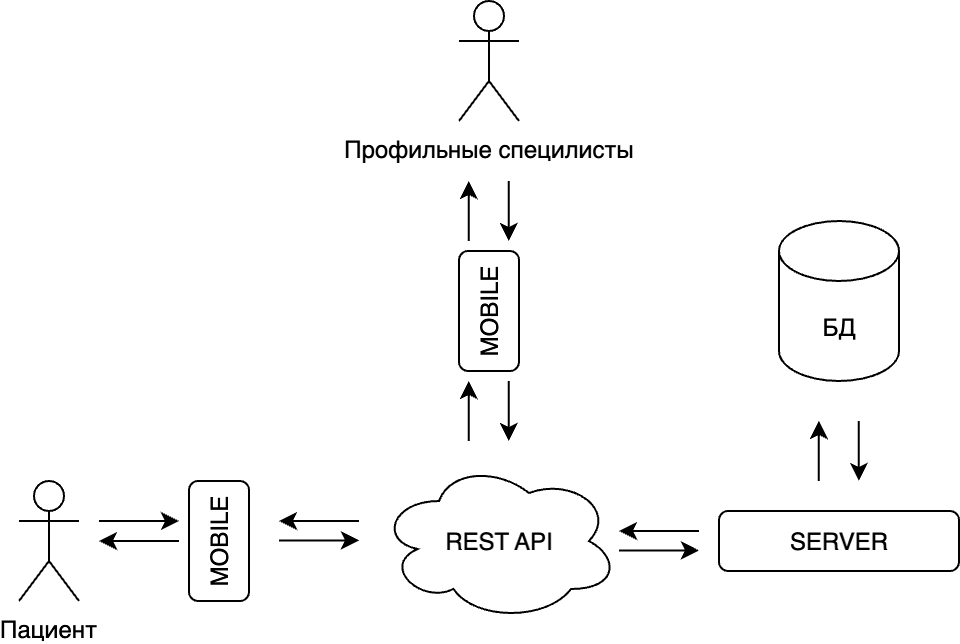 Профильные специлисты
MOBILE
БД
MOBILE
REST API
SERVER
Пациент